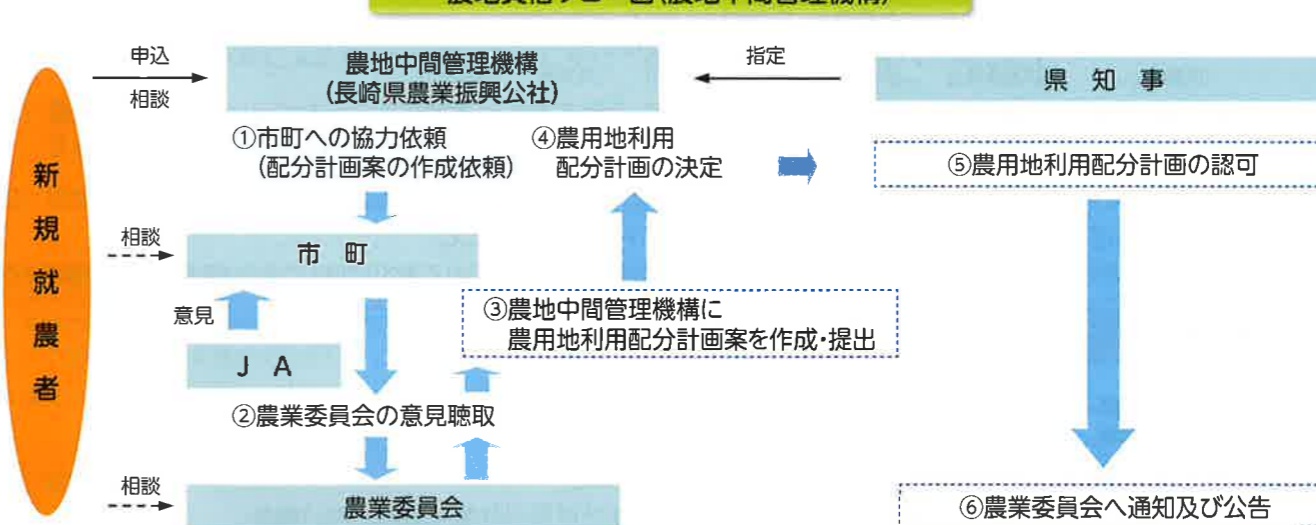 申込
相談
農地中間管理機構
(長崎県農業振興公社)
指定
県 知 事
①市町への協力依頼
(配分計画案の作成依頼)
④農用地利用
配分計画の決定
⑤農用地利用配分計画の認可
新規就農者
相談
市 町
意見
③農地中間管理機構に
農用地利用配分計画案を作成・提出
J A
②農業委員会の意見聴取
相談
農業委員会
⑥農業委員会へ通知及び公告